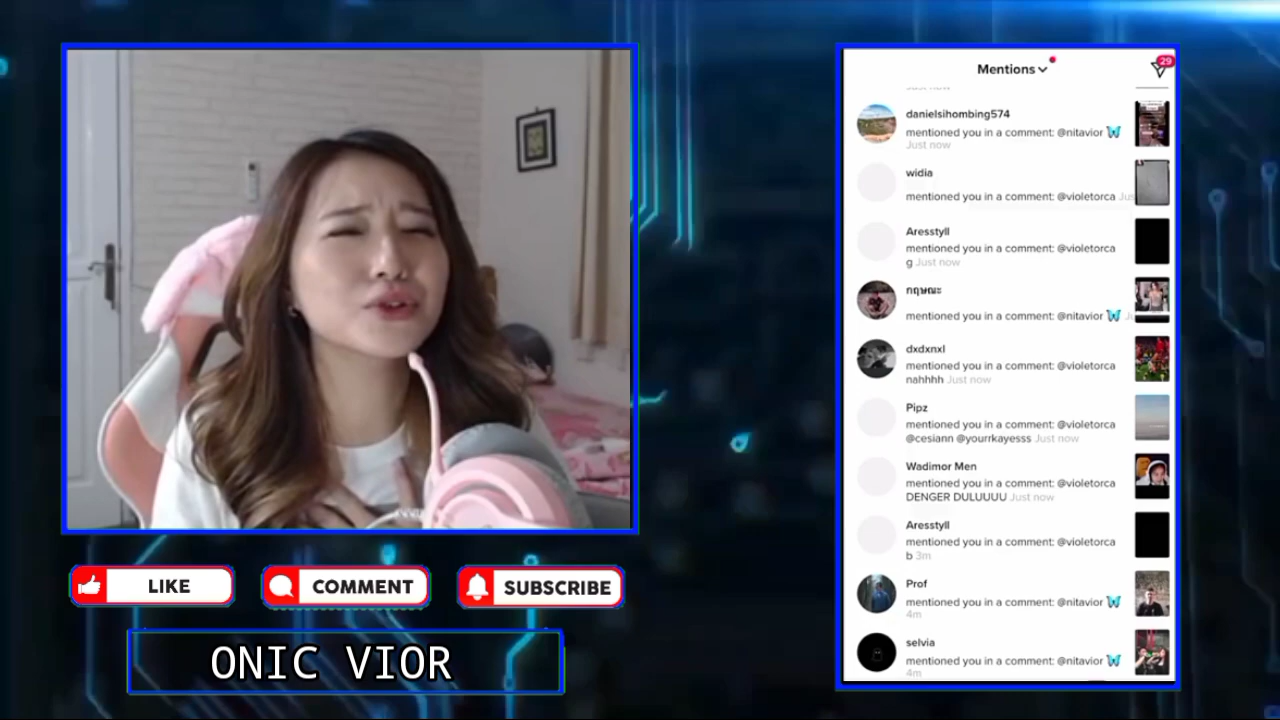 Mentions
29
danielsihombing574
mentioned you in a comment: @nitavior 🦋
Just now
widia
mentioned you in a comment: @violetorca Jus
Aresstyll
mentioned you in a comment: @violetorca
g Just now
mentioned you in a comment: @nitavior 🦋 Ju
dxdxnxl
mentioned you in a comment: @violetorca
nahhhh Just now
Pipz
mentioned you in a comment: @violetorca
@cesiann @yourrkayesss Just now
Wadimor Men
mentioned you in a comment: @violetorca
DENGER DULUUUU Just now
Aresstyll
mentioned you in a comment: @violetorca
b 3m
Prof
mentioned you in a comment: @nitavior 🦋
4m
selvia
mentioned you in a comment: @nitavior 🦋
4m
LIKE
COMMENT
SUBSCRIBE
ONIC VIOR